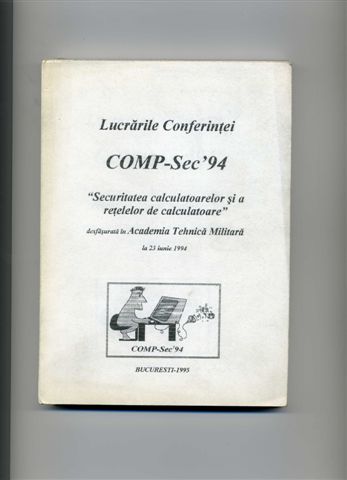 Lucrările Conferinței
COMP-Sec'94
"Securitatea calculatoarelor și a
rețelelor de calculatoare"
desfășurată în Academia Tehnică Militară
la 23 iunie 1994
COMP-Sec'94
BUCUREȘTI-1995